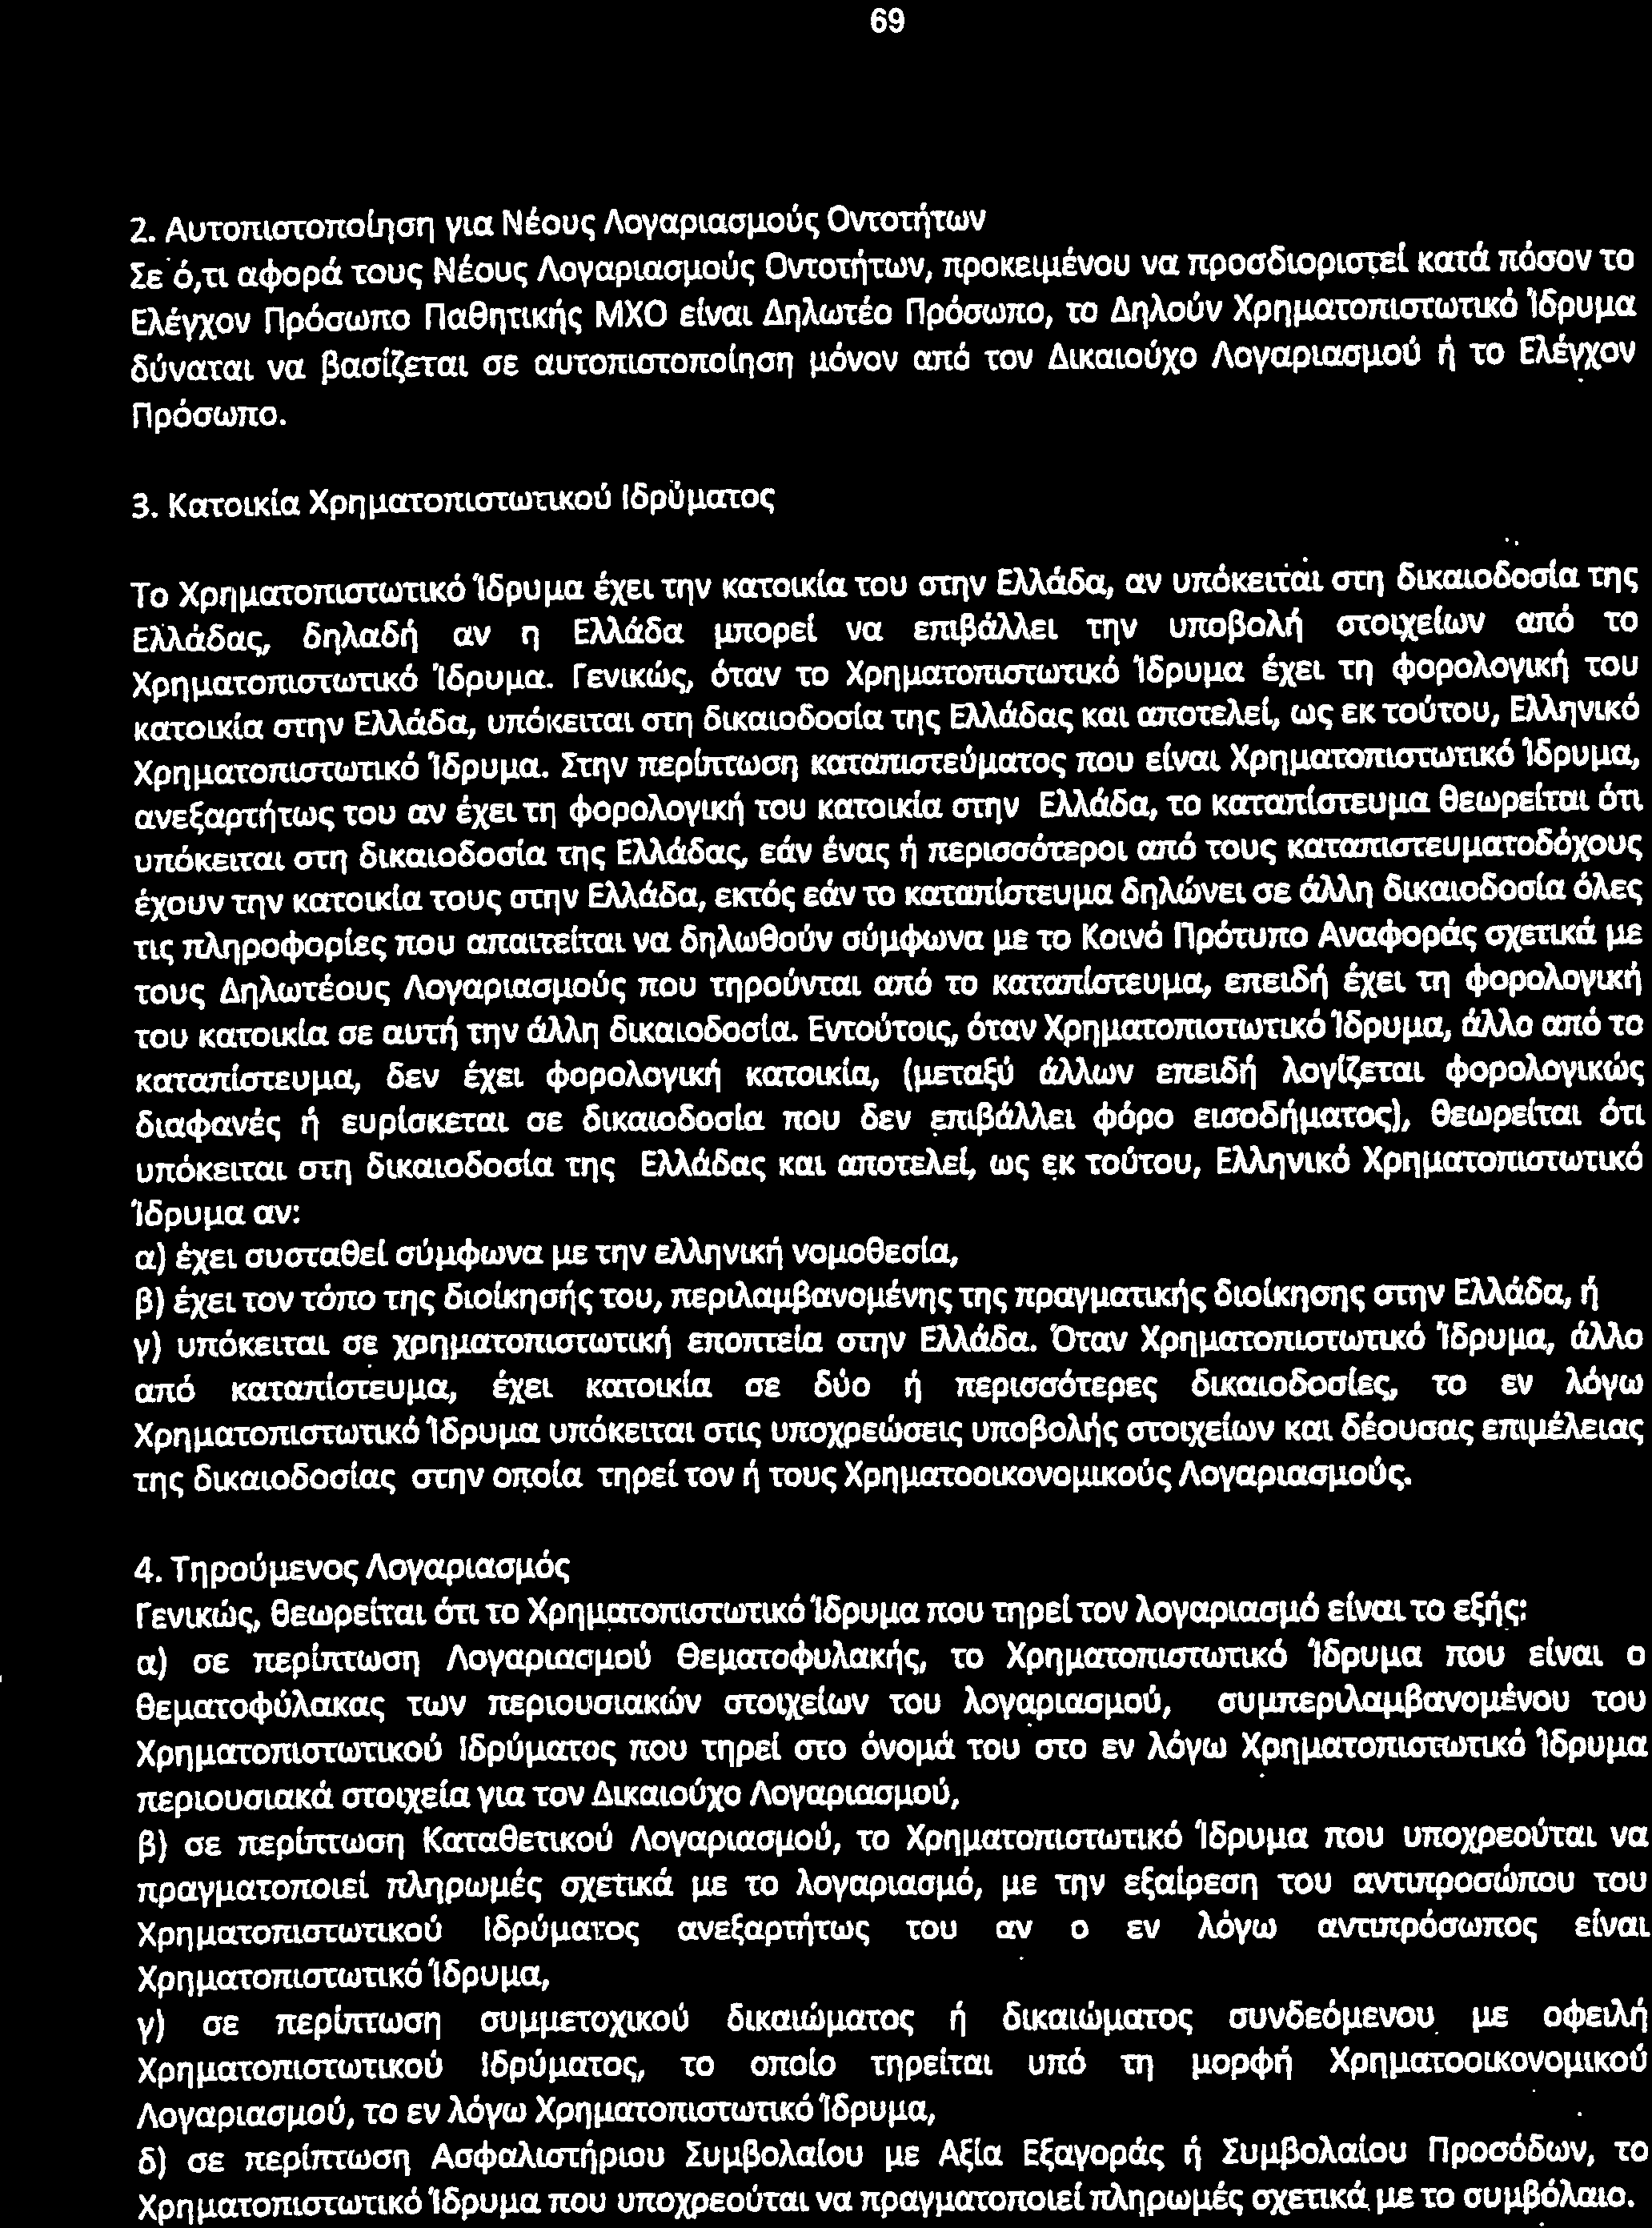 69
2. Αυτοπιστοποίηση για Νέους Λογαριασμούς Οντοτήτων
Σε ό,τι αφορά τους Νέους Λογαριασμούς Οντοτήτων, προκειμένου να προσδιοριστεί κατά πόσον το
Ελέγχον Πρόσωπο Παθητικής ΜΧΟ είναι Δηλωτέο Πρόσωπο, το Δηλούν Χρηματοπιστωτικό Ίδρυμα
δύναται να βασίζεται σε αυτοπιστοποίηση μόνον από τον Δικαιούχο Λογαριασμού ή το Ελέγχον
Πρόσωπο.
3. Κατοικία Χρηματοπιστωτικού Ιδρύματος
Το Χρηματοπιστωτικό Ίδρυμα έχει την κατοικία του στην Ελλάδα, αν υπόκειται στη δικαιοδοσία της
Ελλάδας, δηλαδή αν η Ελλάδα μπορεί να επιβάλλει την υποβολή στοιχείων από το
Χρηματοπιστωτικό Ίδρυμα. Γενικώς, όταν το Χρηματοπιστωτικό Ίδρυμα έχει τη φορολογική του
κατοικία στην Ελλάδα, υπόκειται στη δικαιοδοσία της Ελλάδας και αποτελεί, ως εκ τούτου, Ελληνικό
Χρηματοπιστωτικό Ίδρυμα. Στην περίπτωση καταπιστεύματος που είναι Χρηματοπιστωτικό Ίδρυμα,
ανεξαρτήτως του αν έχει τη φορολογική του κατοικία στην Ελλάδα, το καταπίστευμα θεωρείται ότι
υπόκειται στη δικαιοδοσία της Ελλάδας, εάν ένας ή περισσότεροι από τους καταπιστευματοδόχους
έχουν την κατοικία τους στην Ελλάδα, εκτός εάν το καταπίστευμα δηλώνει σε άλλη δικαιοδοσία όλες
τις πληροφορίες που απαιτείται να δηλωθούν σύμφωνα με το Κοινό Πρότυπο Αναφοράς σχετικά με
τους Δηλωτέους Λογαριασμούς που τηρούνται από το καταπίστευμα, επειδή έχει τη φορολογική
του κατοικία σε αυτή την άλλη δικαιοδοσία. Εντούτοις, όταν Χρηματοπιστωτικό Ίδρυμα, άλλο από το
καταπίστευμα, δεν έχει φορολογική κατοικία, (μεταξύ άλλων επειδή λογίζεται φορολογικώς
διαφανές ή ευρίσκεται σε δικαιοδοσία που δεν επιβάλλει φόρο εισοδήματος), θεωρείται ότι
υπόκειται στη δικαιοδοσία της Ελλάδας και αποτελεί, ως εκ τούτου, Ελληνικό Χρηματοπιστωτικό
Ίδρυμα αν:
α) έχει συσταθεί σύμφωνα με την ελληνική νομοθεσία,
β) έχει τον τόπο της διοίκησής του, περιλαμβανομένης της πραγματικής διοίκησης στην Ελλάδα, ή
γ) υπόκειται σε χρηματοπιστωτική εποπτεία στην Ελλάδα. Όταν Χρηματοπιστωτικό Ίδρυμα, άλλο
από καταπίστευμα, έχει κατοικία σε δύο ή περισσότερες δικαιοδοσίες, το εν λόγω
Χρηματοπιστωτικό Ίδρυμα υπόκειται στις υποχρεώσεις υποβολής στοιχείων και δέουσας επιμέλειας
της δικαιοδοσίας στην οποία τηρεί τον ή τους Χρηματοοικονομικούς Λογαριασμούς.
4. Τηρούμενος Λογαριασμός
Γενικώς, θεωρείται ότι το Χρηματοπιστωτικό Ίδρυμα που τηρεί τον λογαριασμό είναι το εξής:
α) σε περίπτωση Λογαριασμού Θεματοφυλακής, το Χρηματοπιστωτικό Ίδρυμα που είναι ο
θεματοφύλακας των περιουσιακών στοιχείων του λογαριασμού, συμπεριλαμβανομένου του
Χρηματοπιστωτικού Ιδρύματος που τηρεί στο όνομά του στο εν λόγω Χρηματοπιστωτικό Ίδρυμα
περιουσιακά στοιχεία για τον Δικαιούχο Λογαριασμού,
β) σε περίπτωση Καταθετικού Λογαριασμού, το Χρηματοπιστωτικό Ίδρυμα που υποχρεούται να
πραγματοποιεί πληρωμές σχετικά με το λογαριασμό, με την εξαίρεση του αντιπροσώπου του
Χρηματοπιστωτικού Ιδρύματος ανεξαρτήτως του αν ο εν λόγω αντιπρόσωπος είναι
Χρηματοπιστωτικό Ίδρυμα,
γ) σε περίπτωση συμμετοχικού δικαιώματος ή δικαιώματος συνδεόμενου με οφειλή
Χρηματοπιστωτικού Ιδρύματος, το οποίο τηρείται υπό τη μορφή Χρηματοοικονομικού
Λογαριασμού, το εν λόγω Χρηματοπιστωτικό Ίδρυμα,
δ) σε περίπτωση Ασφαλιστήριου Συμβολαίου με Αξία Εξαγοράς ή Συμβολαίου Προσόδων, το
Χρηματοπιστωτικό Ίδρυμα που υποχρεούται να πραγματοποιεί πληρωμές σχετικά με το συμβόλαιο.